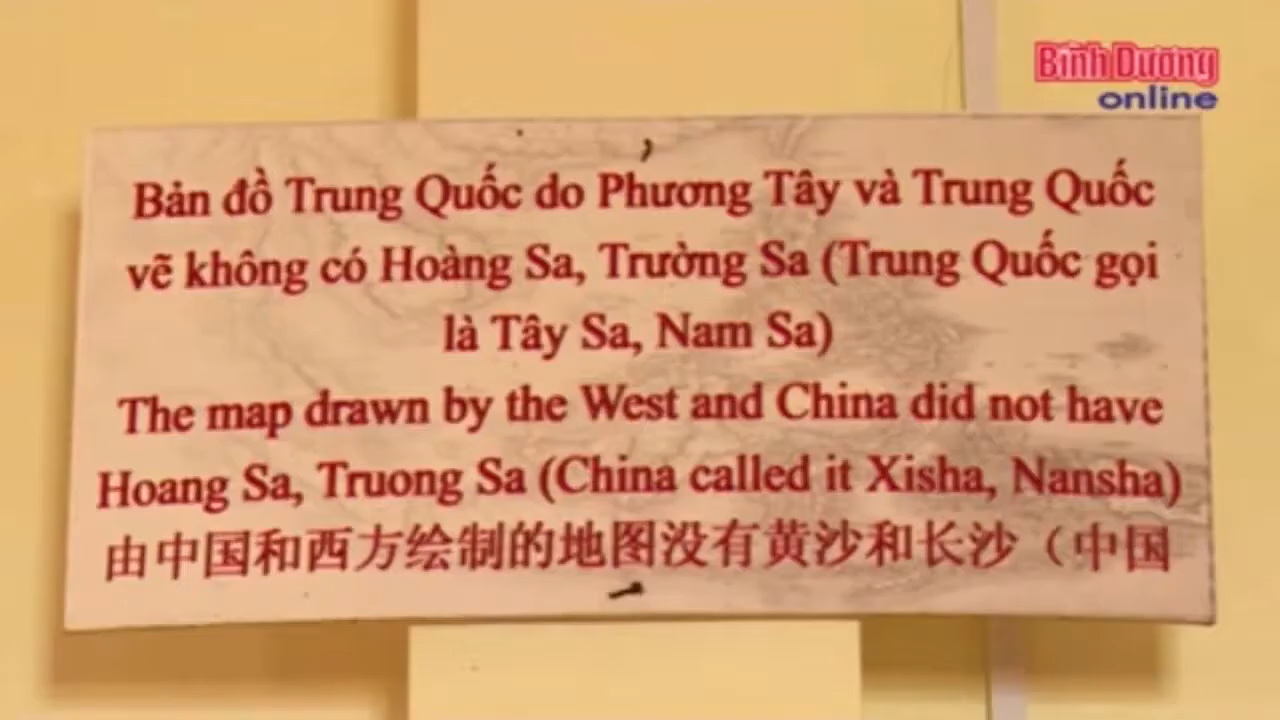 Bình Dương
online
Bản đồ Trung Quốc do Phương Tây và Trung Quốc
vẽ không có Hoàng Sa, Trường Sa (Trung Quốc gọi
là Tây Sa, Nam Sa)
The map drawn by the West and China did not have
Hoang Sa, Truong Sa (China called it Xisha, Nansha)
由中国和西方绘制的地图没有黄沙和长沙（中国